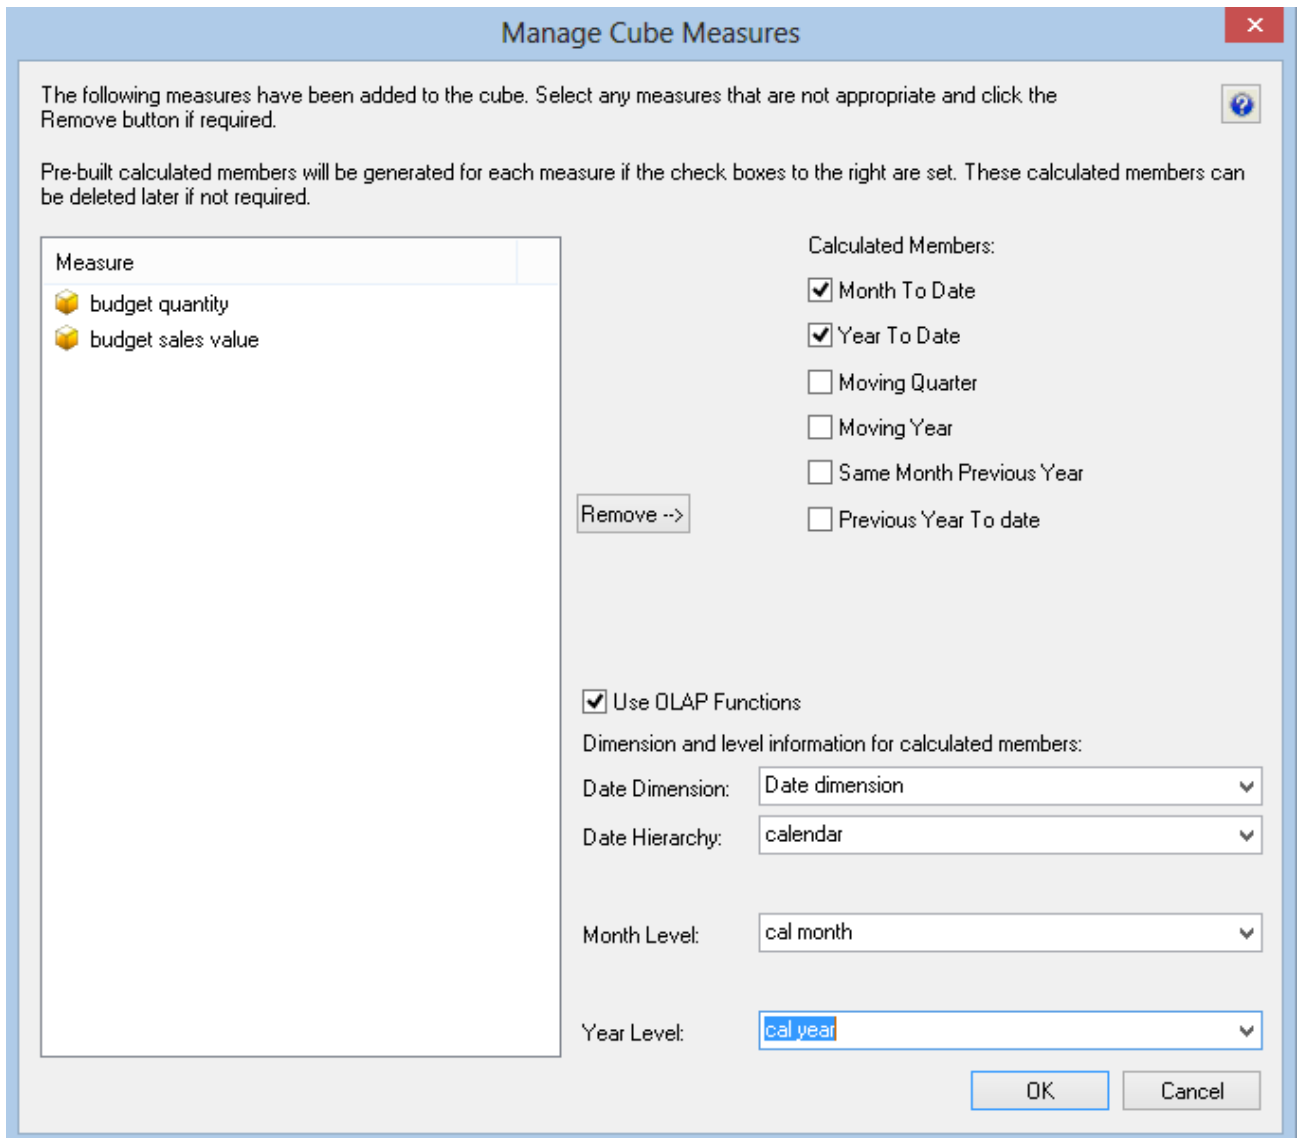 Manage Cube Measures
The following measures have been added to the cube. Select any measures that are not appropriate and click the
Remove button if required.
Pre-built calculated members will be generated for each measure if the check boxes to the right are set. These calculated members can
be deleted later if not required.
Measure
budget quantity
budget sales value
Remove -->
Calculated Members:
Month To Date
Year To Date
Moving Quarter
Moving Year
Same Month Previous Year
Previous Year To date
Use OLAP Functions
Dimension and level information for calculated members:
Date Dimension: Date dimension
Date Hierarchy: calendar
Month Level: cal month
Year Level: cal year
OK Cancel